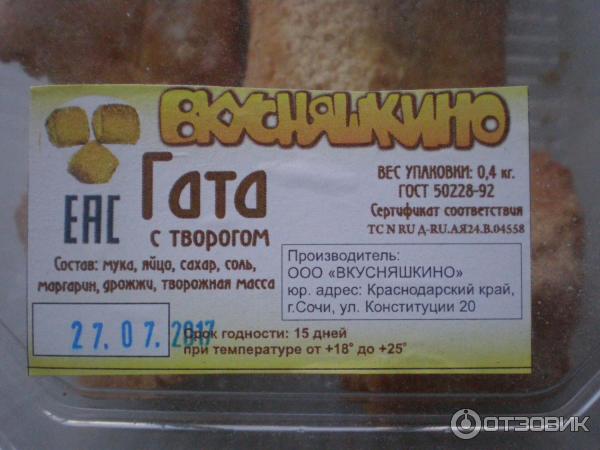 ВКУСНЯШКИНО
Гата
с творогом
ЕАС
ВЕС УПАКОВКИ: 0,4 кг.
ГОСТ 50228-92
Сертификат соответствия
ТС N RU Д-RU.АЯ24.В.04558
Состав: мука, яйцо, сахар, соль,
маргарин, дрожжи, творожная масса
Производитель:
ООО «ВКУСНЯШКИНО»
юр. адрес: Краснодарский край,
г.Сочи, ул. Конституции 20
27.07.2017
Срок годности: 15 дней
при температуре от +18° до +25°
ОТЗОВИК